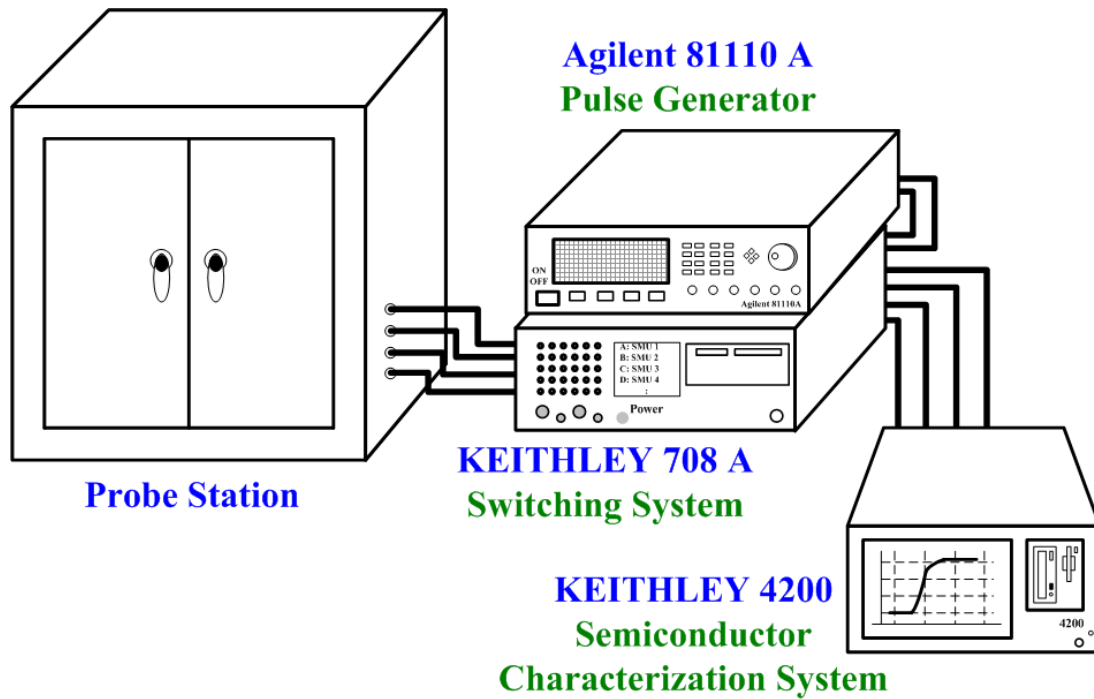 Agilent 81110 A
Pulse Generator
ON
OFF
Agilent 81110A
A: SMU 1
B: SMU 2
C: SMU 3
D: SMU 4
:
Power
KEITHLEY 708 A
Switching System
Probe Station
KEITHLEY 4200
Semiconductor
Characterization System
4200